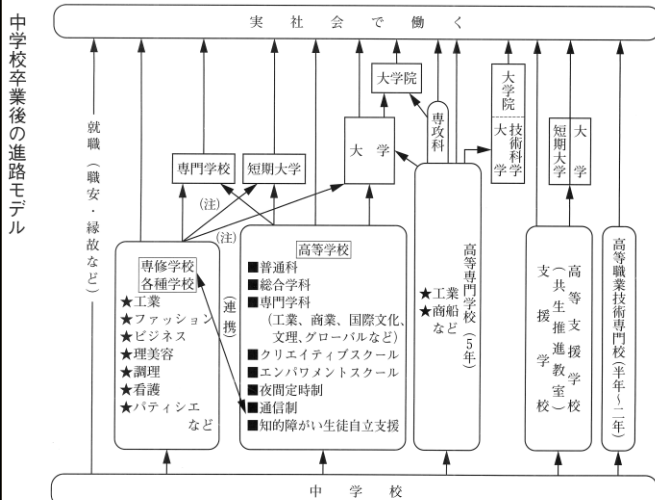 中学校卒業後の進路モデル
実社会で働く
就職（職安・縁故など）
専門学校
短期大学
大学
大学院
専攻科
大学院
技術科学大学
短期大学
大学
(注)
(注)
専修学校
各種学校
★工業
★ファッション
★ビジネス
★理美容
★調理
★看護
★パティシエ
など
(連携)
高等学校
■普通科
■総合学科
■専門学科
(工業、商業、国際文化、
文理、グローバルなど)
■クリエイティブスクール
■エンパワメントスクール
■夜間定時制
■通信制
■知的障がい生徒自立支援
高等専門学校(5年)
★工業
★商船
など
高等支援学校
(共生推進教室)
支援学校
高等職業技術専門校(半年～二年)
中学校